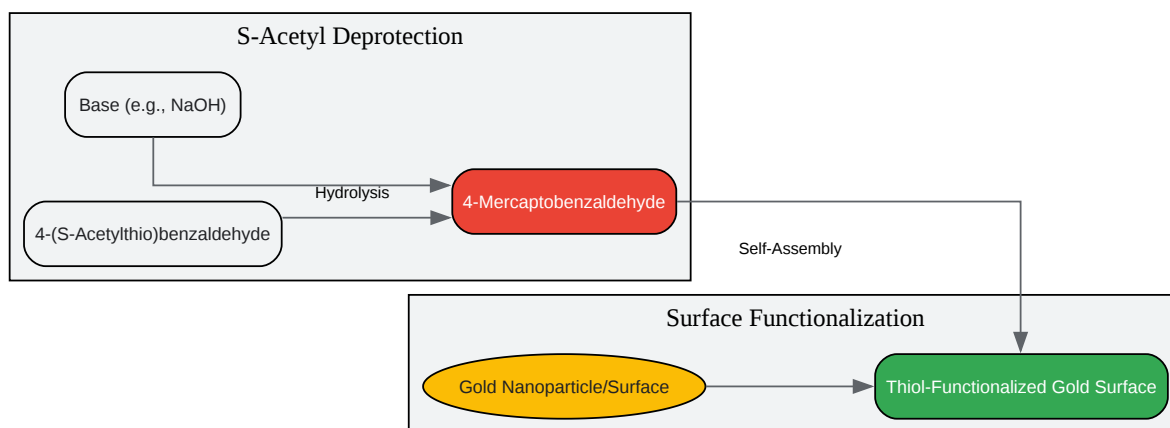 S-Acetyl Deprotection
Base (e.g., NaOH)
Hydrolysis
4-Mercaptobenzaldehyde
4-(S-Acetylthio)benzaldehyde
Self-Assembly
Surface Functionalization
Gold Nanoparticle/Surface
Thiol-Functionalized Gold Surface